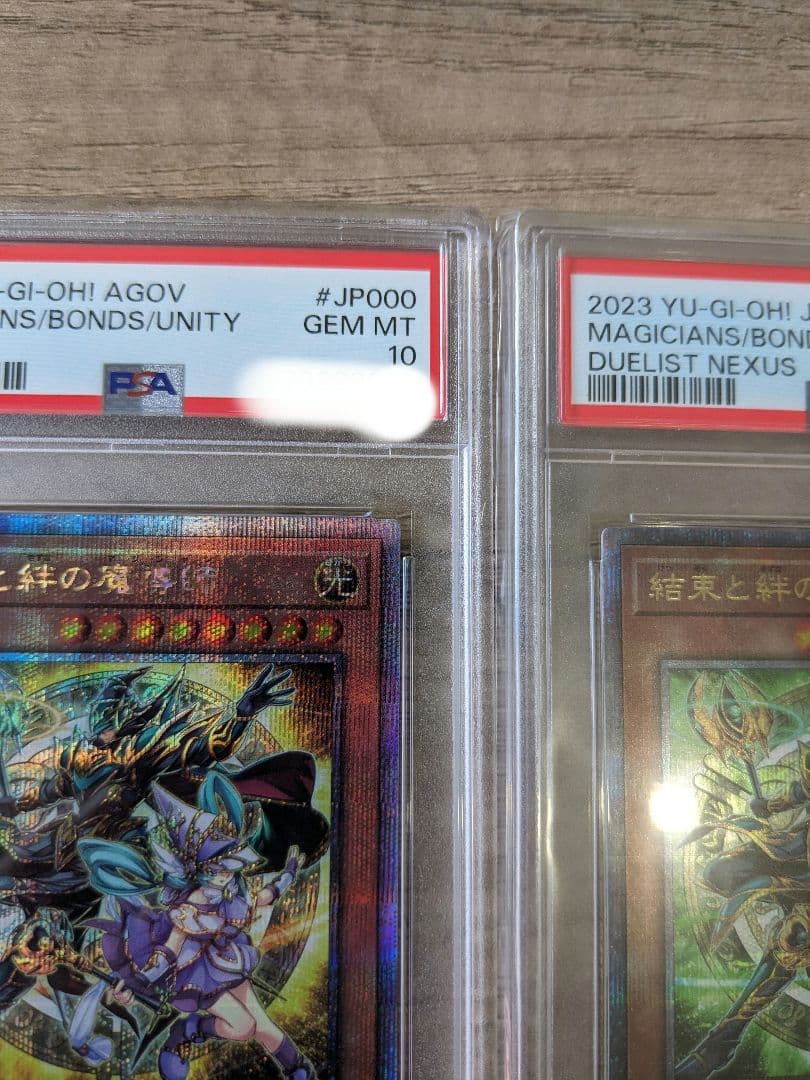 -GI-OH! AGOV
#JP000
NS/BONDS/UNITY
GEM MT
10
PSA
と絆の魔導師
光
2023 YU-GI-OH! J
MAGICIANS/BOND
DUELIST NEXUS
結束と絆の